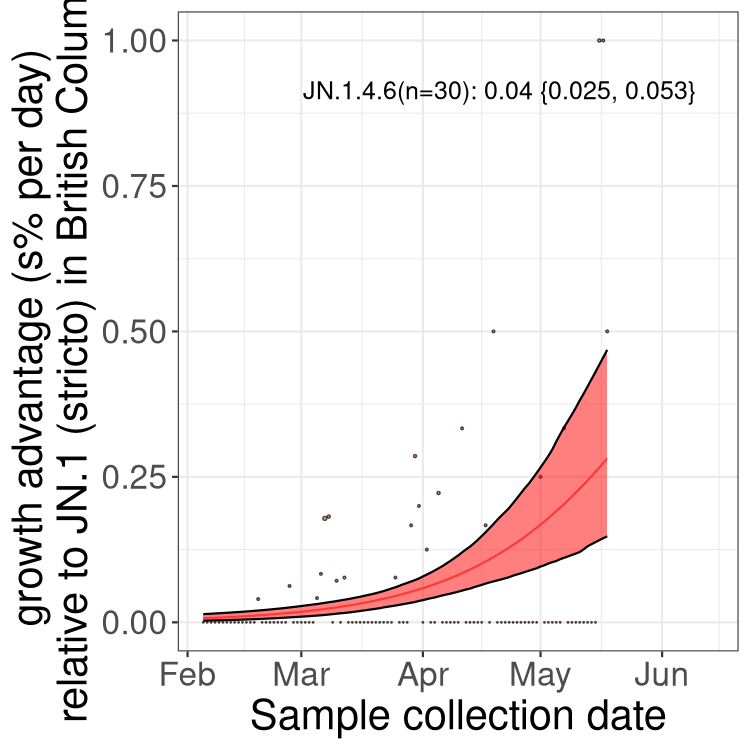 growth advantage (s% per day)
relative to JN.1 (stricto) in British Colum
1.00
0.75
0.50
0.25
0.00
JN.1.4.6(n=30): 0.04 {0.025, 0.053}
Feb Mar Apr May Jun
Sample collection date